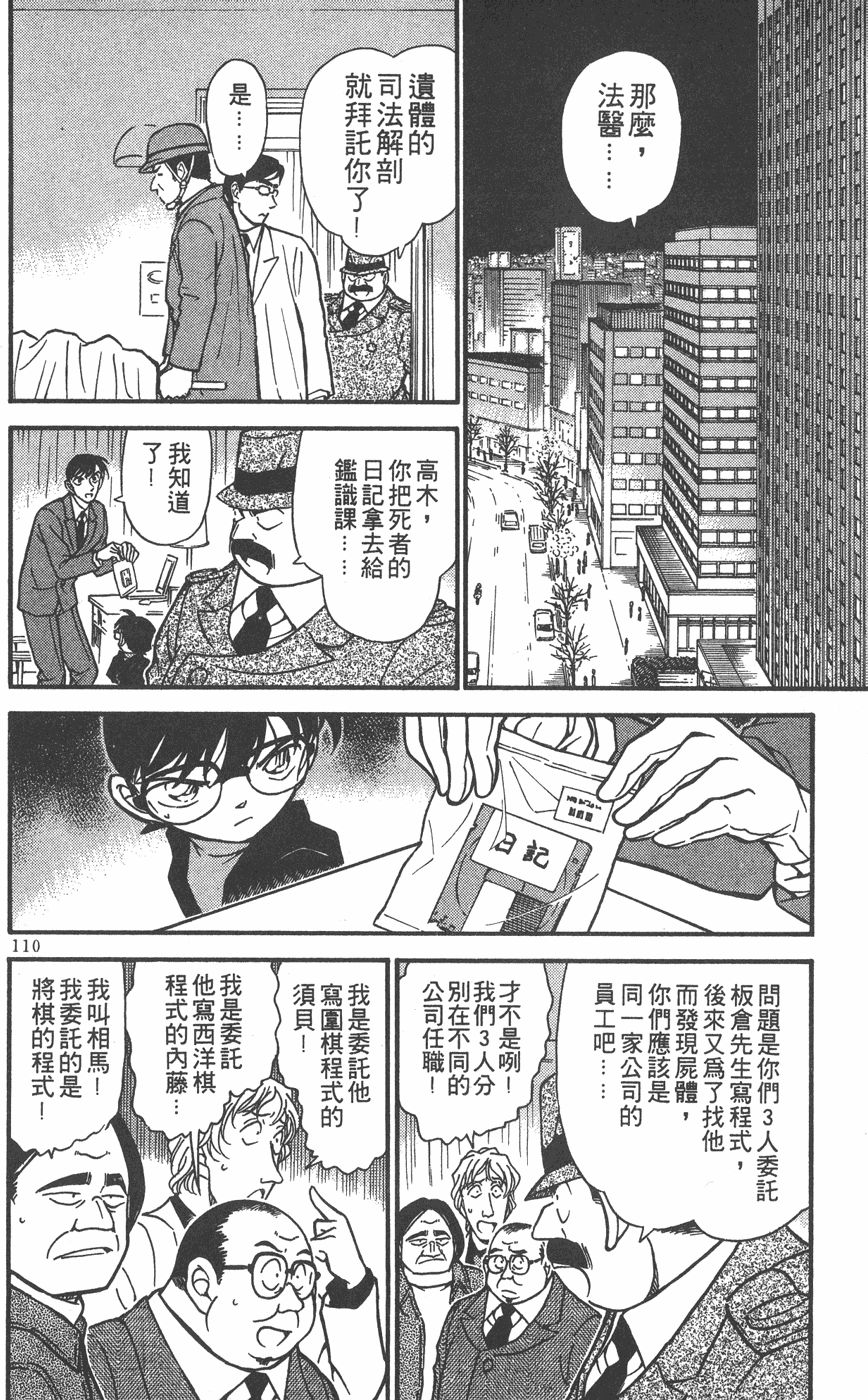 那麼，
法醫……
遺體的
司法解剖
就拜託你了！
是……
高木，
你把死者的
日記拿去給
鑑識課……
我知道
了！
日記
110
問題是你們3人委託
板倉先生寫程式，
後來又為了找他
而發現屍體，
你們應該是
同一家公司的
員工吧……
才不是咧！
我們3人分
別在不同的
公司任職！
我是委託他
寫圍棋程式的
須貝！
我是委託
他寫西洋棋
程式的內藤…
我叫相馬！
我委託的是
將棋的程式！